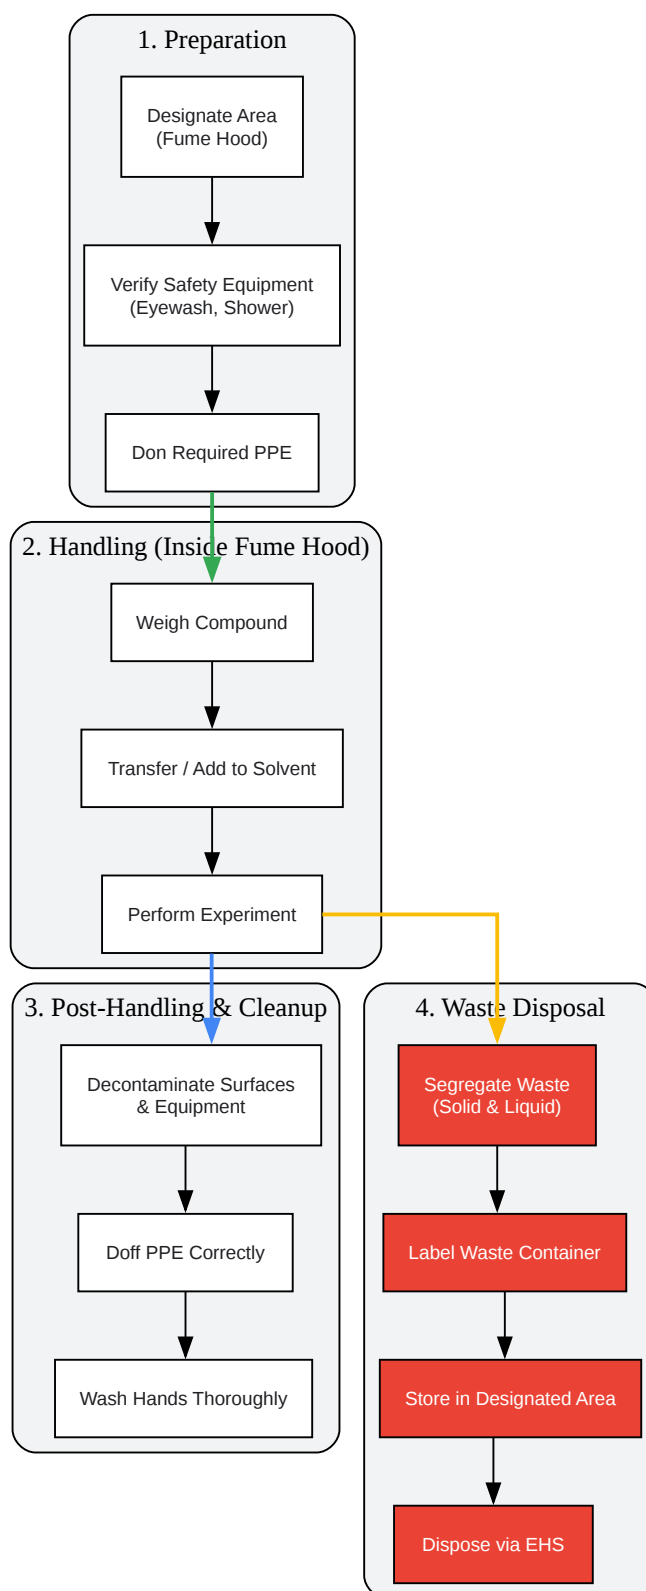 1. Preparation
Designate Area
(Fume Hood)
Verify Safety Equipment
(Eyewash, Shower)
Don Required PPE
2. Handling (Inside Fume Hood)
Weigh Compound
Transfer / Add to Solvent
Perform Experiment
3. Post-Handling & Cleanup
Decontaminate Surfaces
& Equipment
Doff PPE Correctly
Wash Hands Thoroughly
4. Waste Disposal
Segregate Waste
(Solid & Liquid)
Label Waste Container
Store in Designated Area
Dispose via EHS